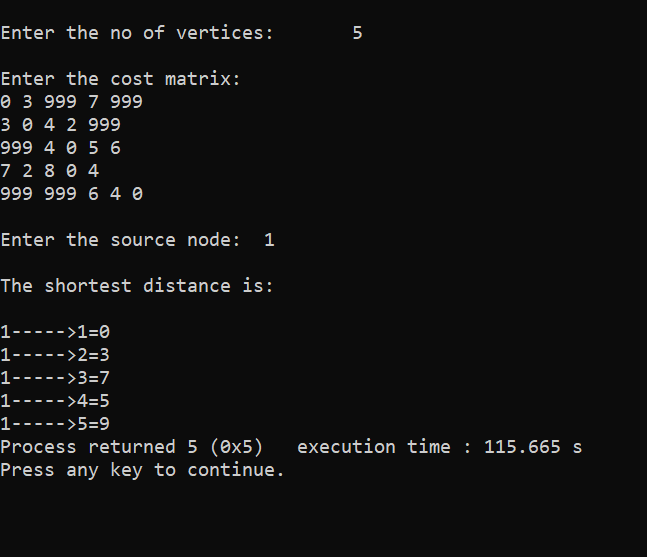 Enter the no of vertices:       5
Enter the cost matrix:
0 3 999 7 999
3 0 4 2 999
999 4 0 5 6
7 2 8 0 4
999 999 6 4 0
Enter the source node:  1
The shortest distance is:
1----->1=0
1----->2=3
1----->3=7
1----->4=5
1----->5=9
Process returned 5 (0x5)   execution time : 115.665 s
Press any key to continue.